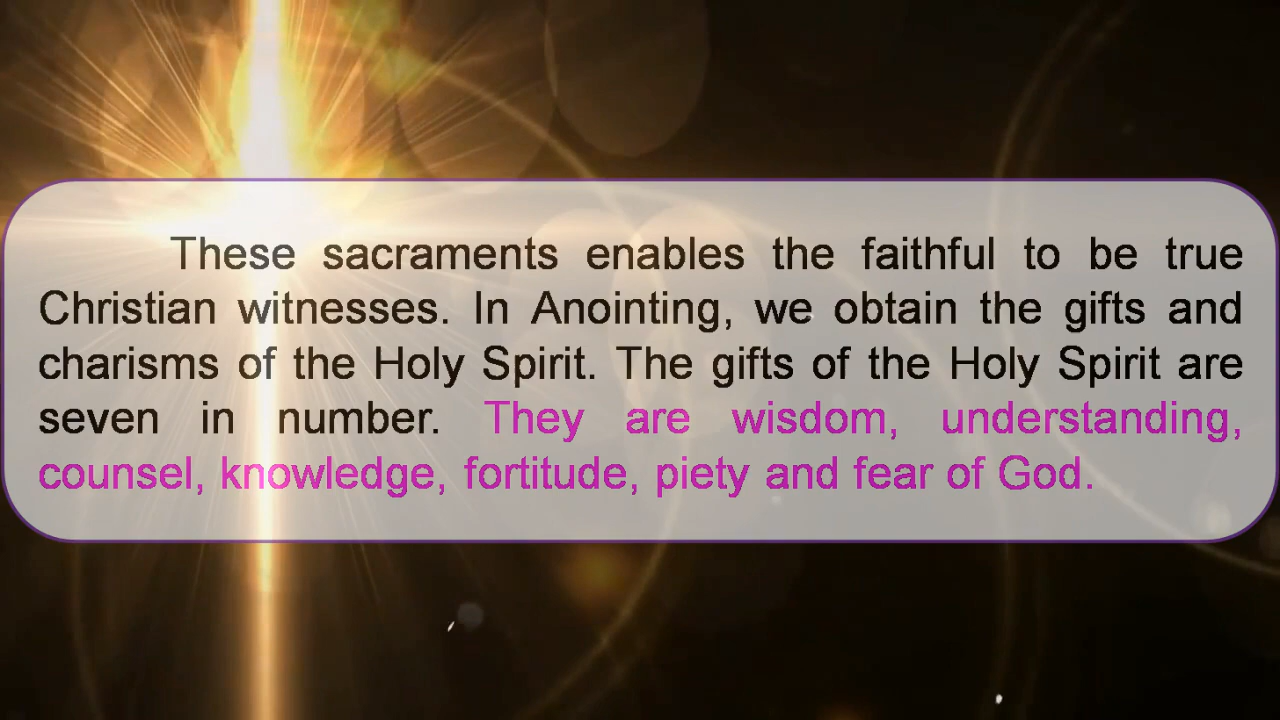 These sacraments enables the faithful to be true
Christian witnesses. In Anointing, we obtain the gifts and
charisms of the Holy Spirit. The gifts of the Holy Spirit are
seven in number. They are wisdom, understanding,
counsel, knowledge, fortitude, piety and fear of God.